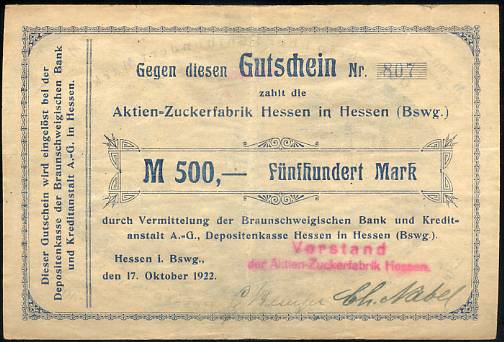 Dieser Gutschein wird eingelöst bei der
Depositenkasse der Braunschweigischen Bank
und Kreditanstalt A.-G. in Hessen.
Gegen diesen Gutschein Nr. 807
zahlt die
Aktien-Zuckerfabrik Hessen in Hessen (Bswg.)
M 500,— Fünfhundert Mark
durch Vermittelung der Braunschweigischen Bank und Kredit-
anstalt A.-G., Depositenkasse Hessen in Hessen (Bswg.)
Hessen i. Bswg.,
den 17. Oktober 1922.
Vorstand
der Aktien-Zuckerfabrik Hessen.
Ch. Nabel